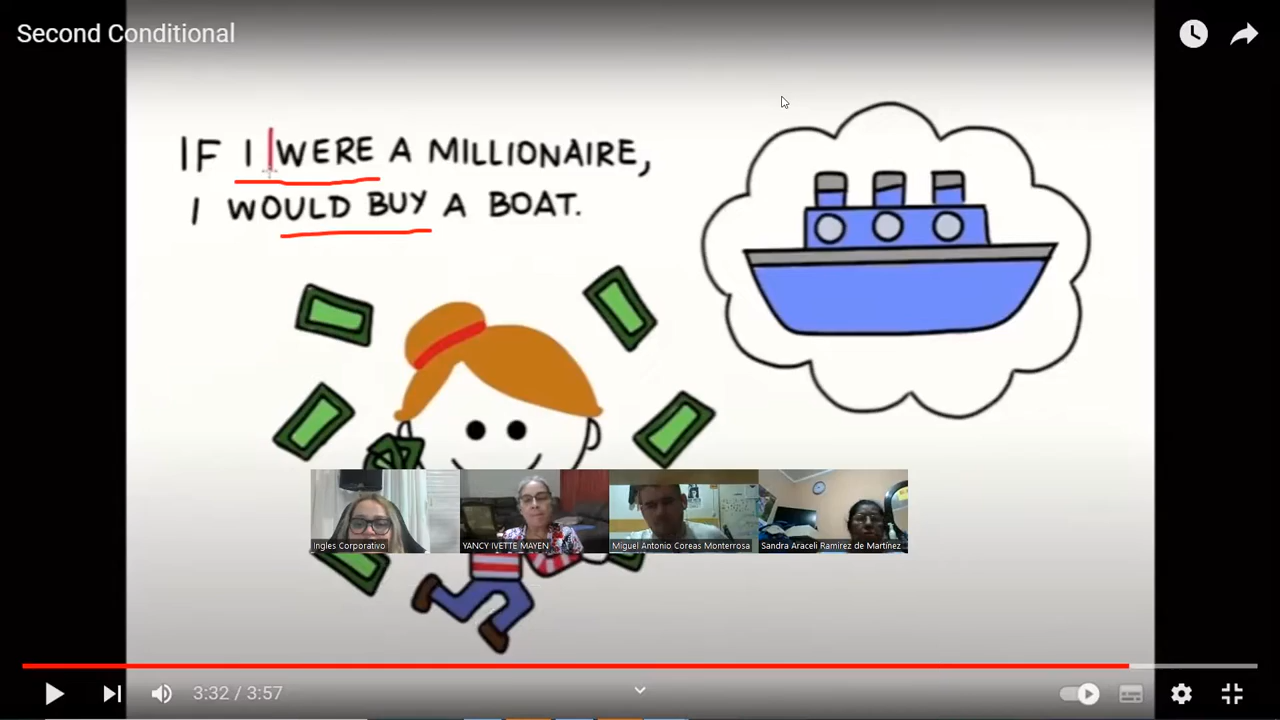 Second Conditional
IF I WERE A MILLIONAIRE,
I WOULD BUY A BOAT.
Ingles Corporativo
YANCY IVETTE MAYEN
Miguel Antonio Coreas Monterrosa
Sandra Araceli Ramirez de Martínez
3:32 / 3:57